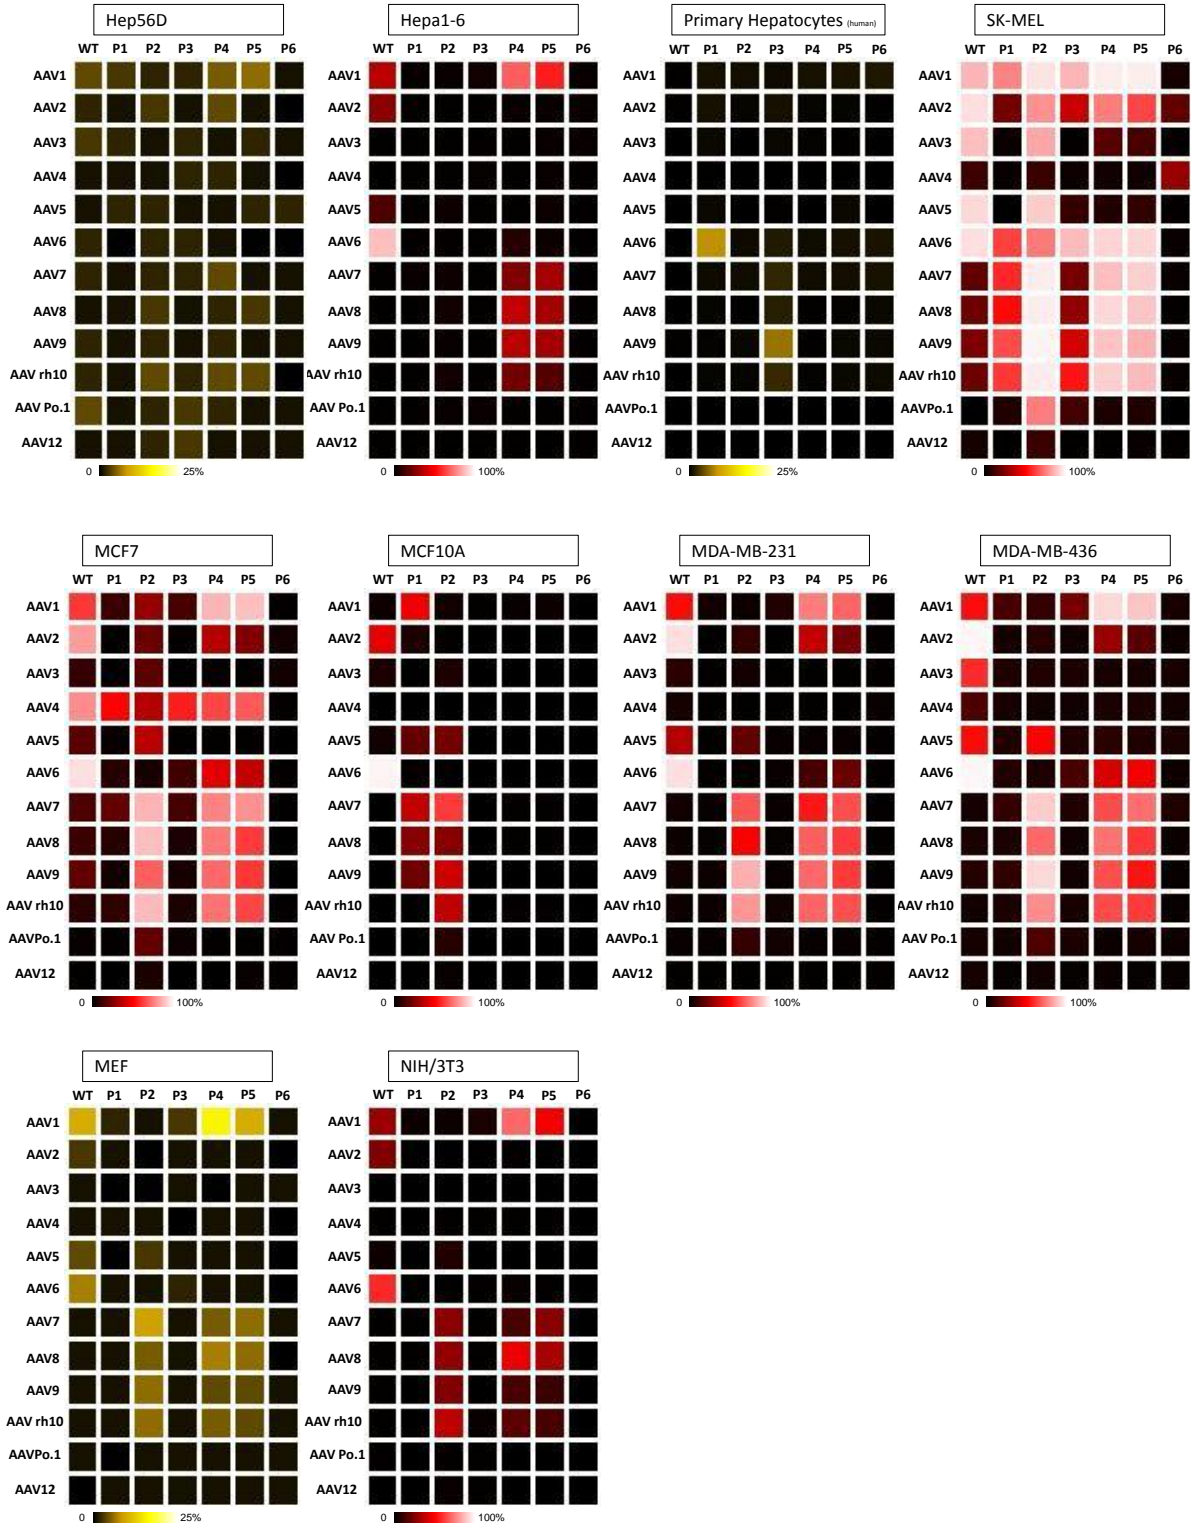 Hep56D
Hepa1-6
Primary Hepatocytes (human)
SK-MEL
WT P1 P2 P3 P4 P5 P6
WT P1 P2 P3 P4 P5 P6
WT P1 P2 P3 P4 P5 P6
WT P1 P2 P3 P4 P5 P6
AAV1 AAV1 AAV1 AAV1
AAV2 AAV2 AAV2 AAV2
AAV3 AAV3 AAV3 AAV3
AAV4 AAV4 AAV4 AAV4
AAV5 AAV5 AAV5 AAV5
AAV6 AAV6 AAV6 AAV6
AAV7 AAV7 AAV7 AAV7
AAV8 AAV8 AAV8 AAV8
AAV9 AAV9 AAV9 AAV9
AAV rh10 AAV rh10 AAV rh10 AAV rh10
AAV Po.1 AAV Po.1 AAVPo.1 AAVPo.1
AAV12 AAV12 AAV12 AAV12
0 25% 0 100% 0 25% 0 100%
MCF7
MCF10A
MDA-MB-231
MDA-MB-436
WT P1 P2 P3 P4 P5 P6
WT P1 P2 P3 P4 P5 P6
WT P1 P2 P3 P4 P5 P6
WT P1 P2 P3 P4 P5 P6
AAV1 AAV1 AAV1 AAV1
AAV2 AAV2 AAV2 AAV2
AAV3 AAV3 AAV3 AAV3
AAV4 AAV4 AAV4 AAV4
AAV5 AAV5 AAV5 AAV5
AAV6 AAV6 AAV6 AAV6
AAV7 AAV7 AAV7 AAV7
AAV8 AAV8 AAV8 AAV8
AAV9 AAV9 AAV9 AAV9
AAV rh10 AAV rh10 AAV rh10 AAV rh10
AAVPo.1 AAV Po.1 AAVPo.1 AAV Po.1
AAV12 AAV12 AAV12 AAV12
0 100% 0 100% 0 100% 0 100%
MEF
NIH/3T3
WT P1 P2 P3 P4 P5 P6
WT P1 P2 P3 P4 P5 P6
AAV1 AAV1
AAV2 AAV2
AAV3 AAV3
AAV4 AAV4
AAV5 AAV5
AAV6 AAV6
AAV7 AAV7
AAV8 AAV8
AAV9 AAV9
AAV rh10 AAV rh10
AAVPo.1 AAV Po.1
AAV12 AAV12
0 25% 0 100%